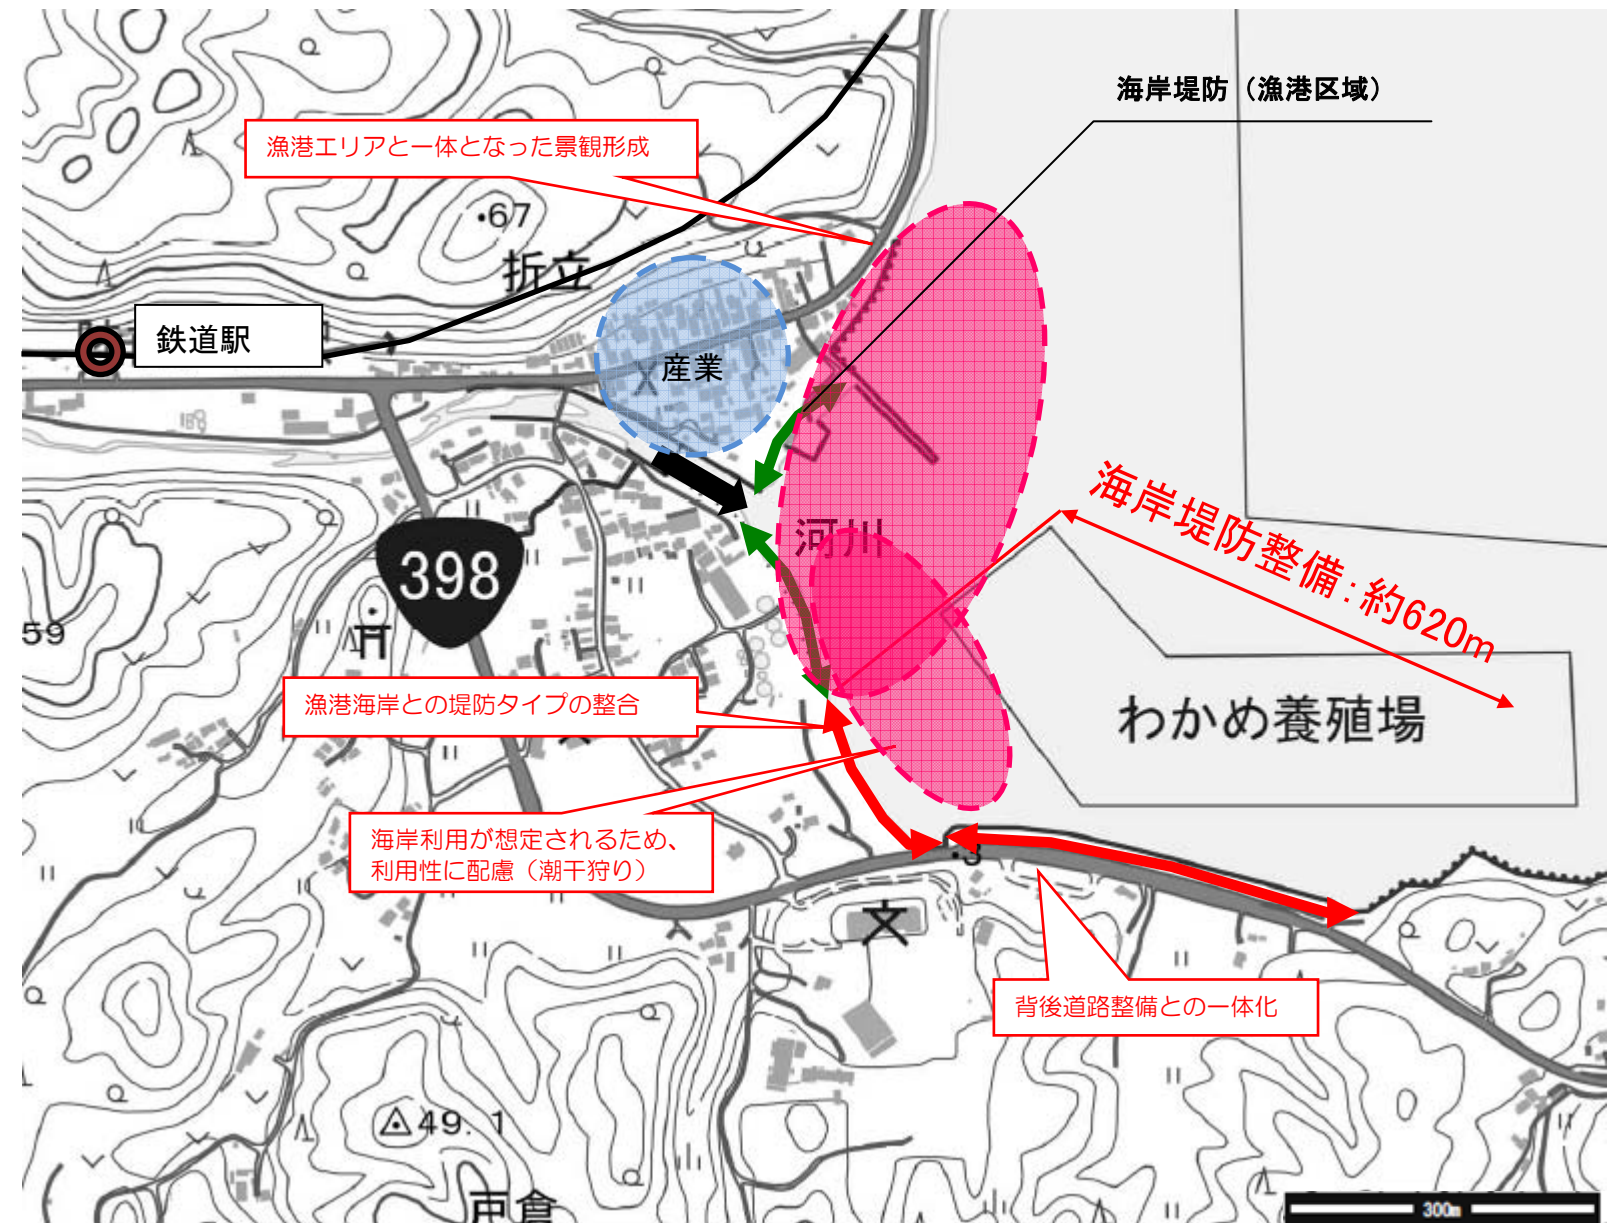 海岸堤防（漁港区域）
漁港エリアと一体となった景観形成
67
折立
鉄道駅
産業
河川
海岸堤防整備：約620m
398
59
わかめ養殖場
漁港海岸との堤防タイプの整合
海岸利用が想定されるため、
利用性に配慮（潮干狩り）
3
文
背後道路整備との一体化
49.1
戸倉
300m